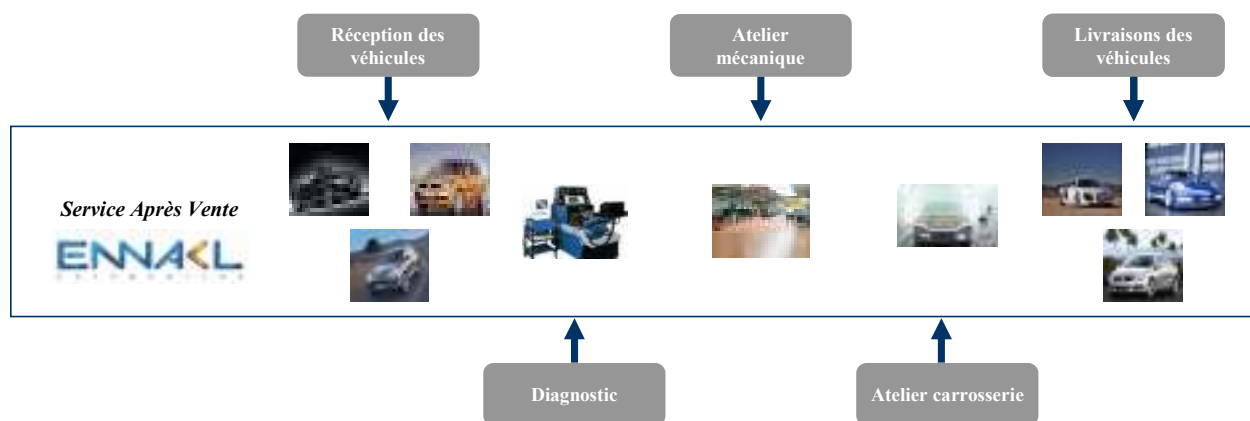 Réception des
véhicules
Atelier
mécanique
Livraisons des
véhicules
Service Après Vente
ENNAKL
Diagnostic
Atelier carrosserie